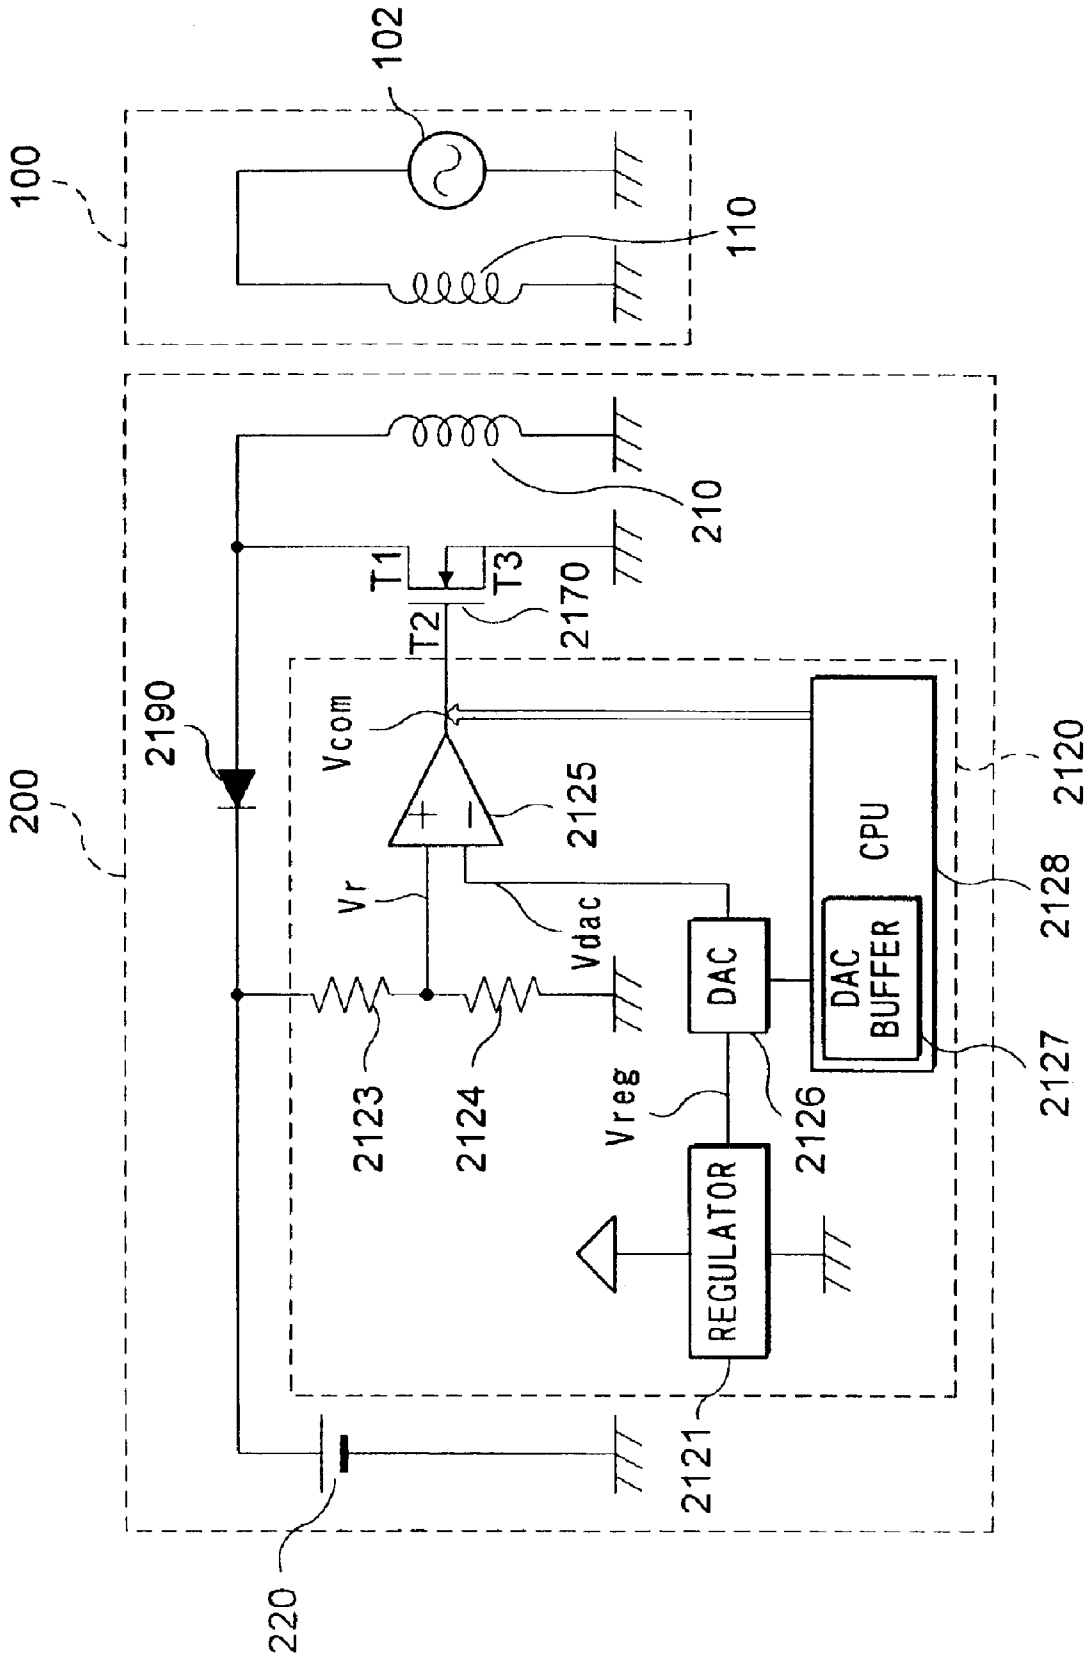 100
102
110
200
2190
210
T1
T2
T3
2170
Vcom
2125
Vr
Vdac
2123
2124
DAC
2126
Vreg
REGULATOR
2121
CPU
DAC
BUFFER
2120
2128
2127
220